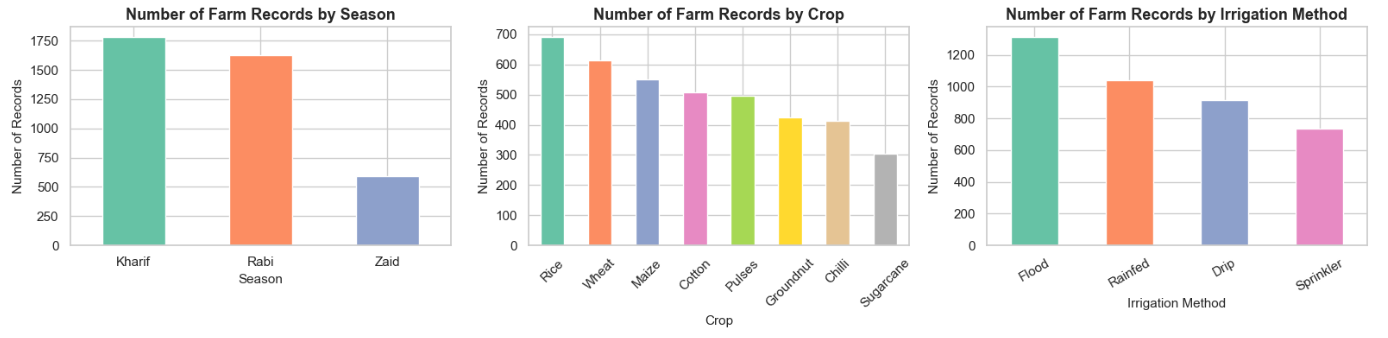 Number of Farm Records by Season
Number of Records
1750
1500
1250
1000
750
500
250
0
Kharif
Rabi
Zaid
Season
Number of Farm Records by Crop
Number of Records
700
600
500
400
300
200
100
0
Rice
Wheat
Maize
Cotton
Pulses
Groundnut
Chilli
Sugarcane
Crop
Number of Farm Records by Irrigation Method
Number of Records
1200
1000
800
600
400
200
0
Flood
Rainfed
Drip
Sprinkler
Irrigation Method